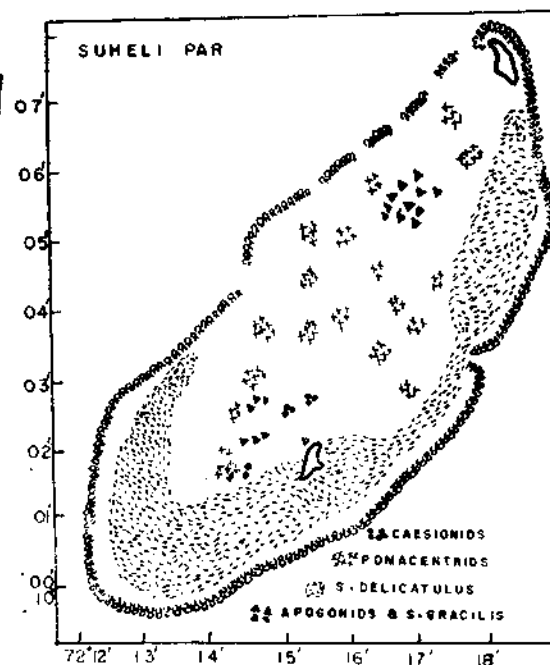 SUHELI PAR
07'
06'
05'
04'
03'
02'
01'
00'
10°
CAESIONIDS
POMACENTRIDS
S. DELICATULUS
APOGONIDS & S. GRACILIS
72°12' 13' 14' 15' 16' 17' 18'